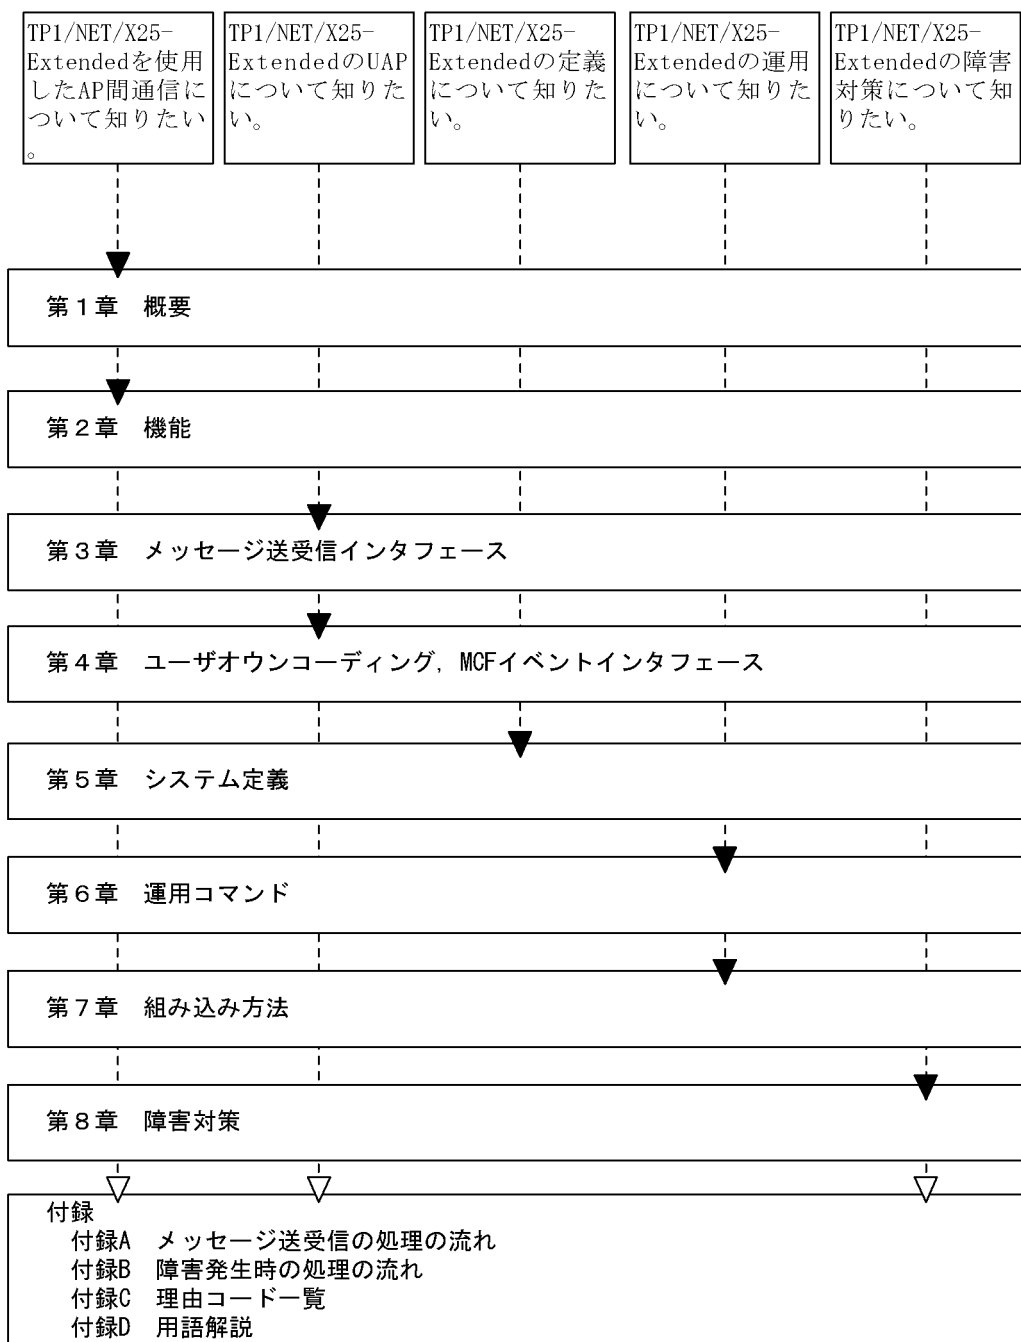 TP1/NET/X25-
Extendedを使用
したAP間通信に
ついて知りたい
。
TP1/NET/X25-
ExtendedのUAP
について知りた
い。
TP1/NET/X25-
Extendedの定義
について知りた
い。
TP1/NET/X25-
Extendedの運用
について知りた
い。
TP1/NET/X25-
Extendedの障害
対策について知
りたい。
第１章　概要
第２章　機能
第３章　メッセージ送受信インタフェース
第４章　ユーザオウンコーディング，MCFイベントインタフェース
第５章　システム定義
第６章　運用コマンド
第７章　組み込み方法
第８章　障害対策
付録
付録A　メッセージ送受信の処理の流れ
付録B　障害発生時の処理の流れ
付録C　理由コード一覧
付録D　用語解説